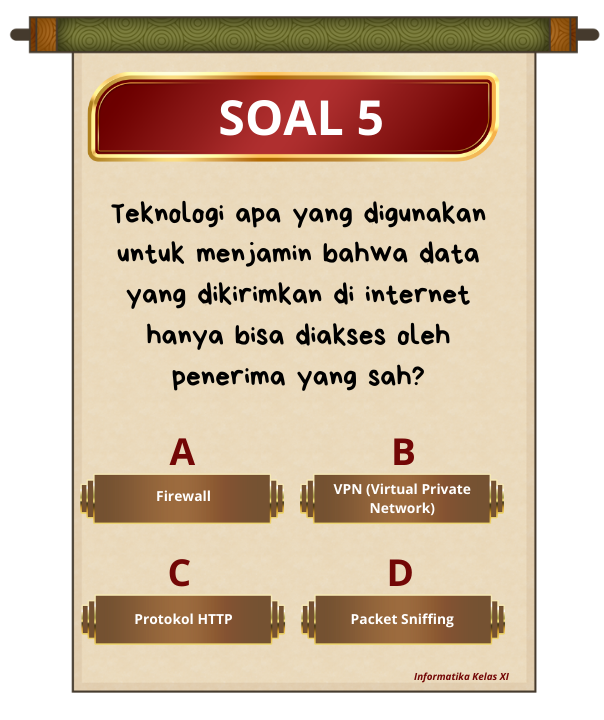 SOAL 5
Teknologi apa yang digunakan
untuk menjamin bahwa data
yang dikirimkan di internet
hanya bisa diakses oleh
penerima yang sah?
A
Firewall
B
VPN (Virtual Private
Network)
C
Protokol HTTP
D
Packet Sniffing
Informatika Kelas XI